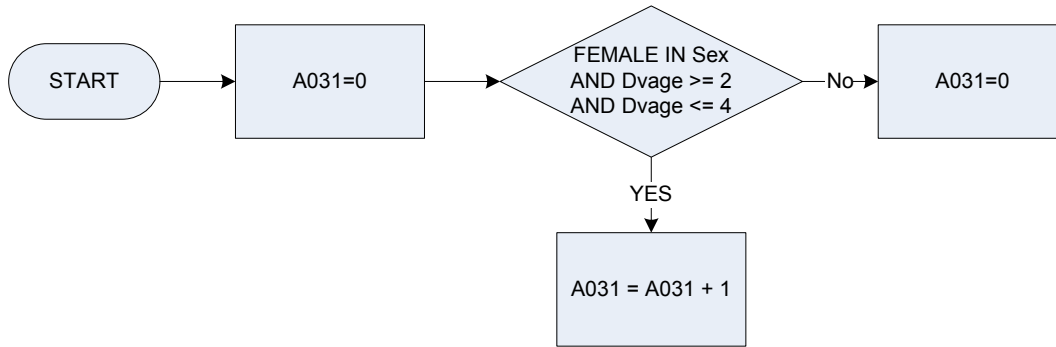 START
A031=0
FEMALE IN Sex
AND Dvage >= 2
AND Dvage <= 4
No
A031=0
YES
A031 = A031 + 1